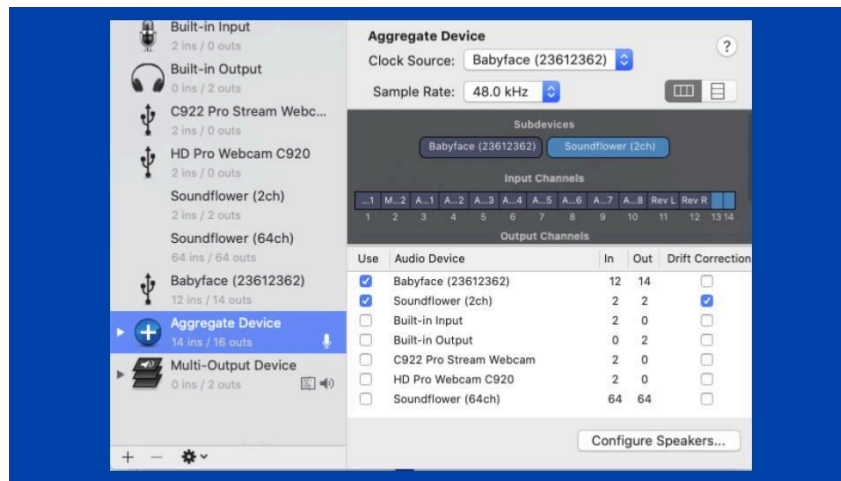 Built-in Input
2 ins / 0 outs
Built-in Output
0 ins / 2 outs
C922 Pro Stream Webc...
2 ins / 0 outs
HD Pro Webcam C920
2 ins / 0 outs
Soundflower (2ch)
2 ins / 2 outs
Soundflower (64ch)
64 ins / 64 outs
Babyface (23612362)
12 ins / 14 outs
Aggregate Device
14 ins / 16 outs
Multi-Output Device
0 ins / 2 outs
+ −
Aggregate Device
?
Clock Source: Babyface (23612362)
Sample Rate: 48.0 kHz
Subdevices
Babyface (23612362) Soundflower (2ch)
Input Channels
...1 M...2 A...1 A...2 A...3 A...4 A...5 A...6 A...7 A...8 Rev L Rev R
1 2 3 4 5 6 7 8 9 10 11 12 13 14
Output Channels
Use Audio Device In Out Drift Correction
Babyface (23612362) 12 14
Soundflower (2ch) 2 2
Built-in Input 2 0
Built-in Output 0 2
C922 Pro Stream Webcam 2 0
HD Pro Webcam C920 2 0
Soundflower (64ch) 64 64
Configure Speakers...